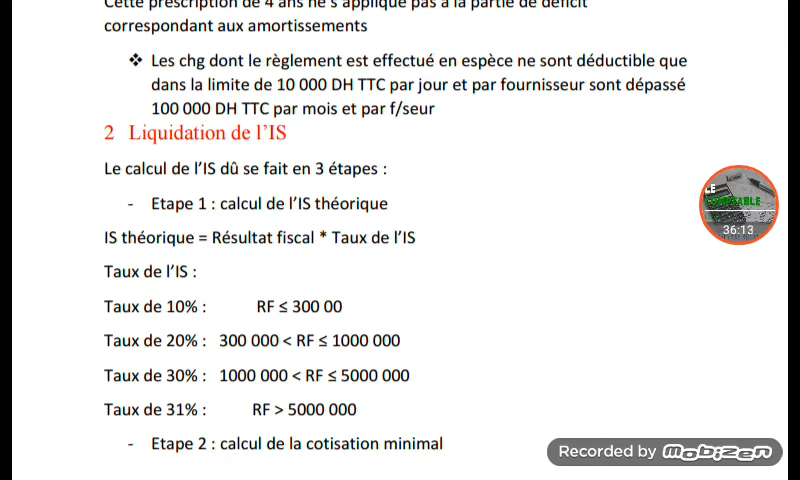 Cette prescription de 4 ans ne s'applique pas à la partie de déficit
correspondant aux amortissements
❖ Les chg dont le règlement est effectué en espèce ne sont déductible que
dans la limite de 10 000 DH TTC par jour et par fournisseur sont dépassé
100 000 DH TTC par mois et par f/seur
2 Liquidation de l'IS
Le calcul de l'IS dû se fait en 3 étapes :
- Etape 1 : calcul de l'IS théorique
IS théorique = Résultat fiscal * Taux de l'IS
Taux de l'IS :
Taux de 10% : RF ≤ 300 00
Taux de 20% : 300 000 < RF ≤ 1000 000
Taux de 30% : 1000 000 < RF ≤ 5000 000
Taux de 31% : RF > 5000 000
- Etape 2 : calcul de la cotisation minimal
36:13
Recorded by mobizen